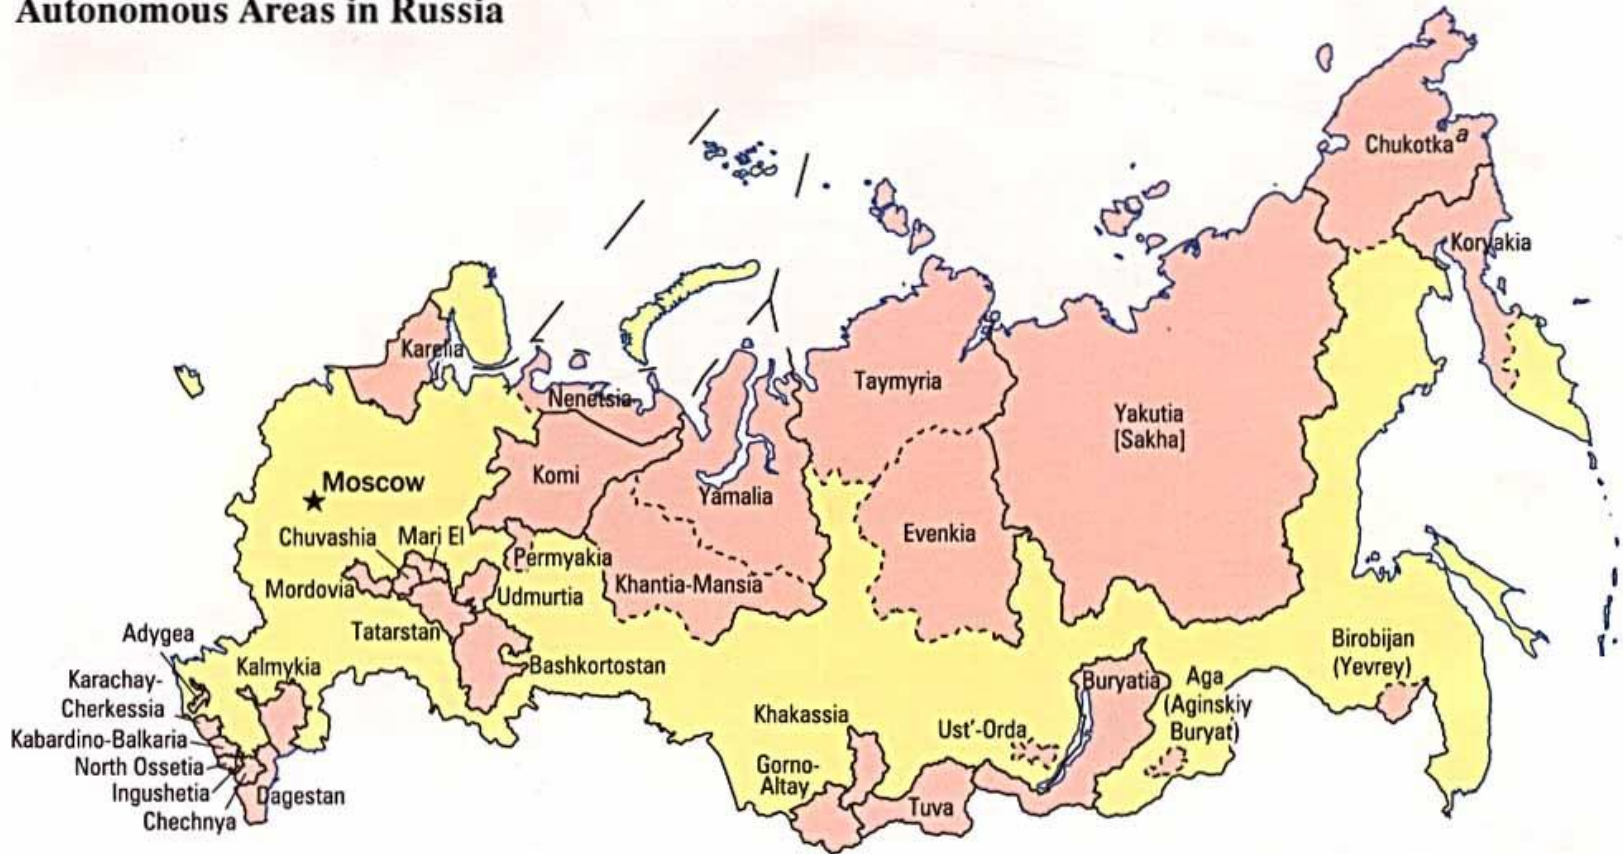 Autonomous Areas in Russia
Chukotka a
Koryakia
Karelia
Nenetsia
Taymyria
Yakutia
[Sakha]
Moscow
Komi
Yamalia
Evenkia
Chuvashia
Mari El
Permyakia
Khantia-Mansia
Mordovia
Udmurtia
Adygea
Tatarstan
Birobijan
(Yevrey)
Karachay-
Cherkessia
Kalmykia
Bashkortostan
Buryatia
Aga
(Aginskiy
Buryat)
Khakassia
Ust'-Orda
Kabardino-Balkaria
North Ossetia
Gorno-
Altay
Ingushetia
Dagestan
Tuva
Chechnya